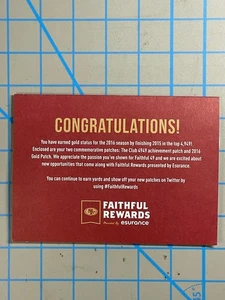 CONGRATULATIONS!
You have earned gold status for the 2016 season by finishing 2015 in the top 4,949!
Enclosed are your two commemorative patches: The Club 4949 achievement patch and 2016
Gold Patch. We appreciate the passion you've shown for Faithful 49 and we are excited about
new opportunities that come along with Faithful Rewards presented by Esurance.
You can continue to earn yards and show off your new patches on Twitter by
using #FaithfulRewards
FAITHFUL
REWARDS
Presented by esurance